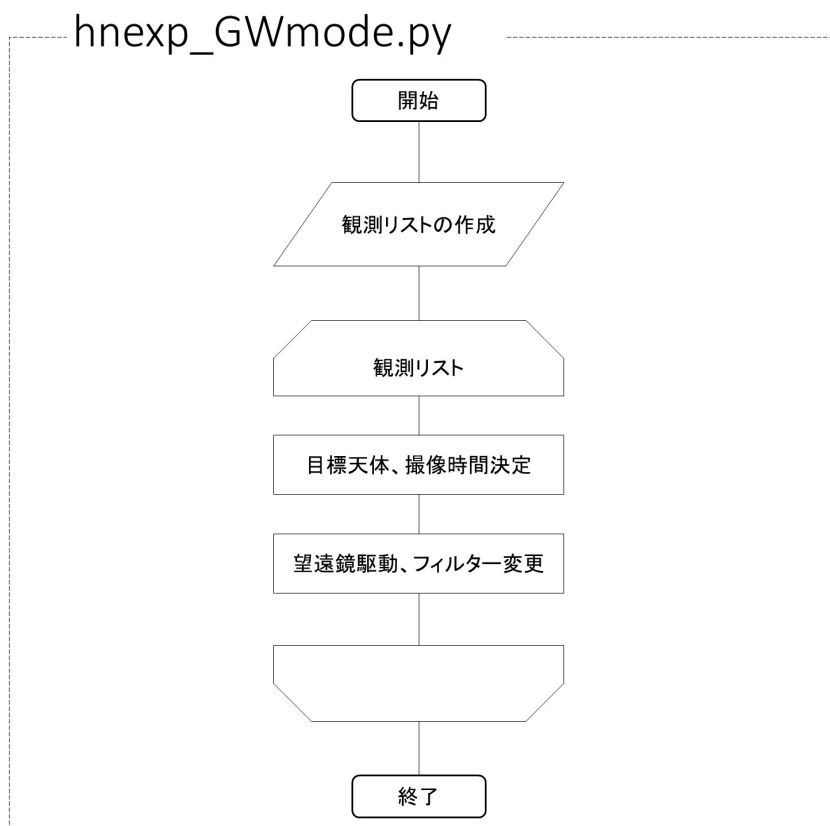 hnexp_GWmode.py
開始
観測リストの作成
観測リスト
目標天体、撮像時間決定
望遠鏡駆動、フィルター変更
終了